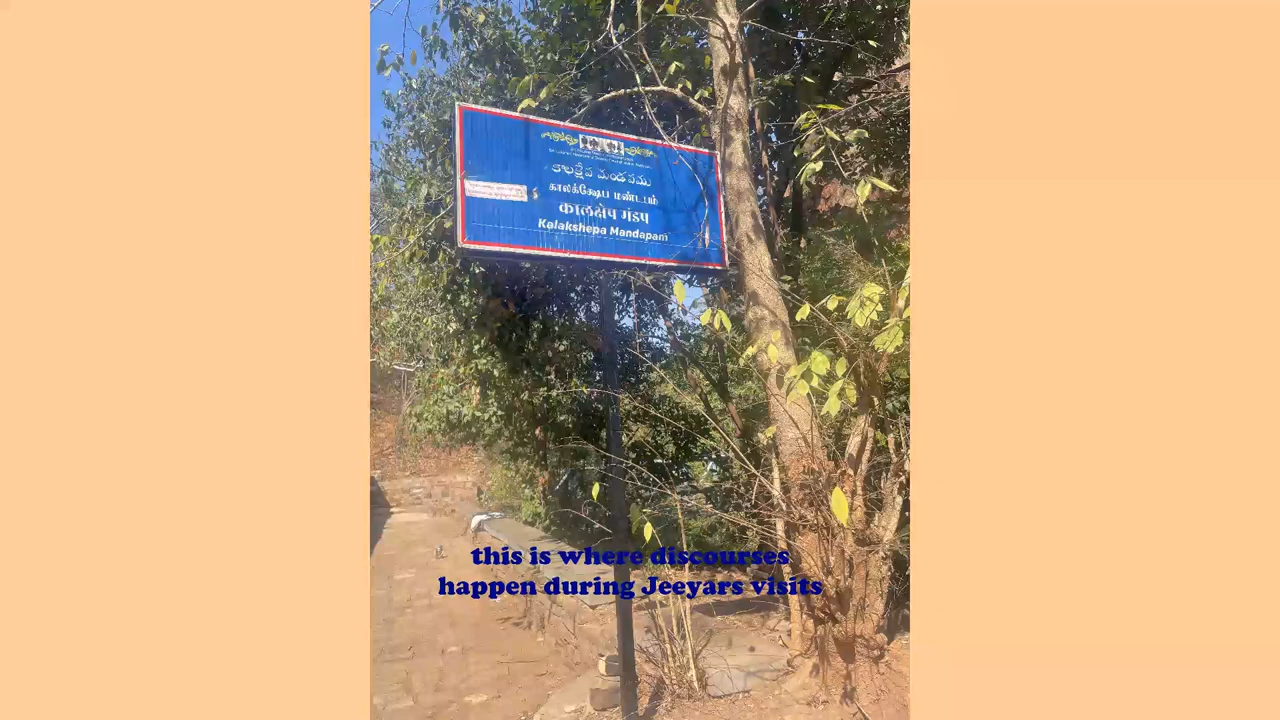 కాలక్షేప మండపము
காலக்ஷேப மண்டபம்
कालक्षेप मंडप
Kalakshepa Mandapam
this is where discourses
happen during Jeeyars visits